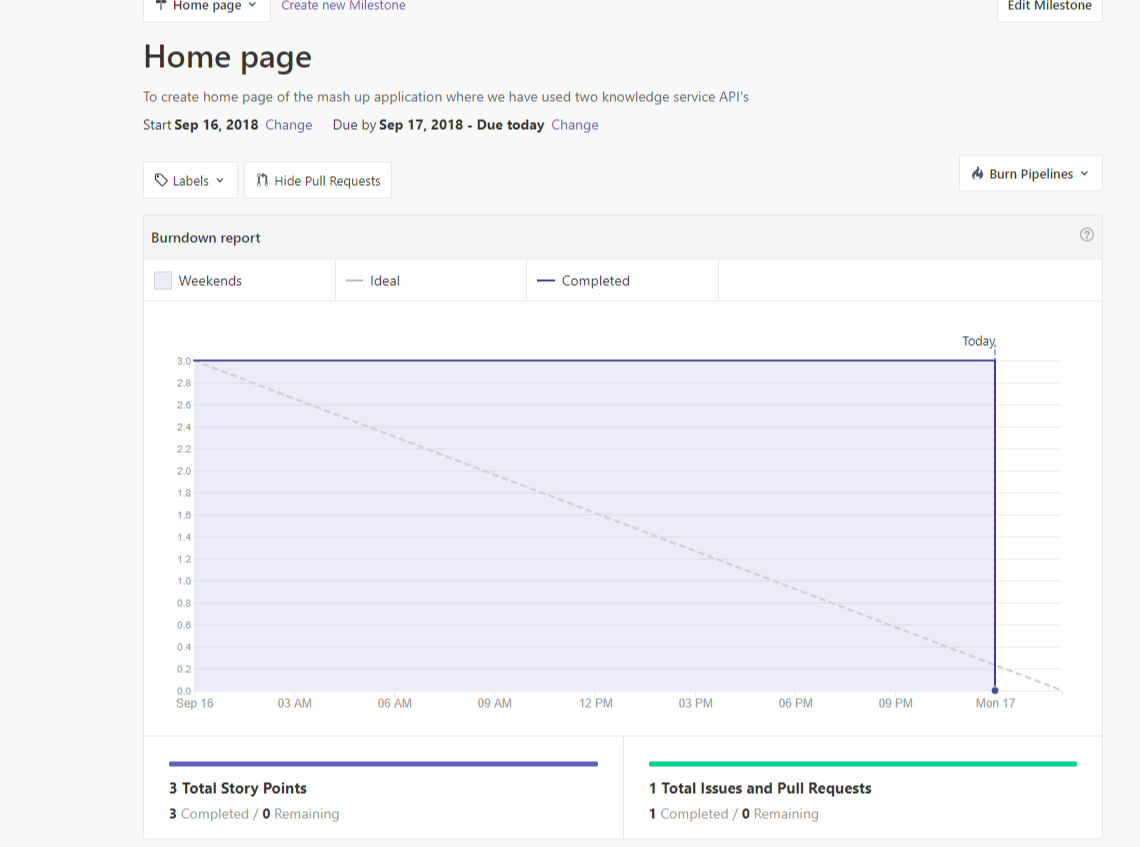 Home page Create new Milestone Edit Milestone
Home page
To create home page of the mash up application where we have used two knowledge service API's
Start Sep 16, 2018 Change Due by Sep 17, 2018 - Due today Change
Labels Hide Pull Requests Burn Pipelines
Burndown report ?
Weekends Ideal Completed
Today
3.0
2.8
2.6
2.4
2.2
2.0
1.8
1.6
1.4
1.2
1.0
0.8
0.6
0.4
0.2
0.0
Sep 16 03 AM 06 AM 09 AM 12 PM 03 PM 06 PM 09 PM Mon 17
3 Total Story Points
3 Completed / 0 Remaining
1 Total Issues and Pull Requests
1 Completed / 0 Remaining